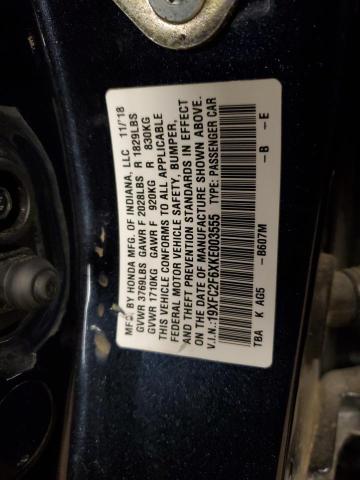 MFD. BY HONDA MFG. OF INDIANA, LLC 11/'18
GVWR 3769LBS GAWR F 2028LBS R 1829LBS
GVWR 1710KG GAWR F 920KG R 830KG
THIS VEHICLE CONFORMS TO ALL APPLICABLE
FEDERAL MOTOR VEHICLE SAFETY, BUMPER,
AND THEFT PREVENTION STANDARDS IN EFFECT
ON THE DATE OF MANUFACTURE SHOWN ABOVE.
V.I.N.: 19XFC2F6XKE003555 TYPE: PASSENGER CAR
TBA K AG5 -B607M -B -E